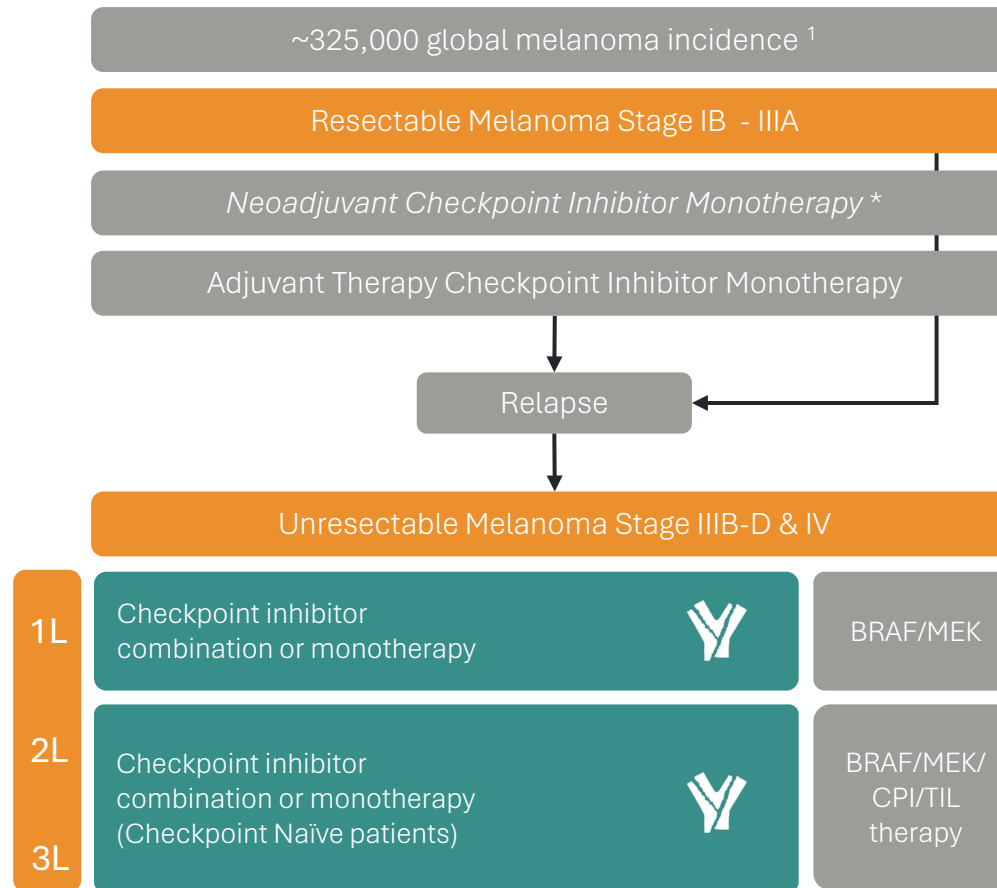 ~325,000 global melanoma incidence ¹
Resectable Melanoma Stage IB - IIIA
Neoadjuvant Checkpoint Inhibitor Monotherapy *
Adjuvant Therapy Checkpoint Inhibitor Monotherapy
Relapse
Unresectable Melanoma Stage IIIB-D & IV
1L
Checkpoint inhibitor
combination or monotherapy
BRAF/MEK
2L
3L
Checkpoint inhibitor
combination or monotherapy
(Checkpoint Naïve patients)
BRAF/MEK/
CPI/TIL
therapy